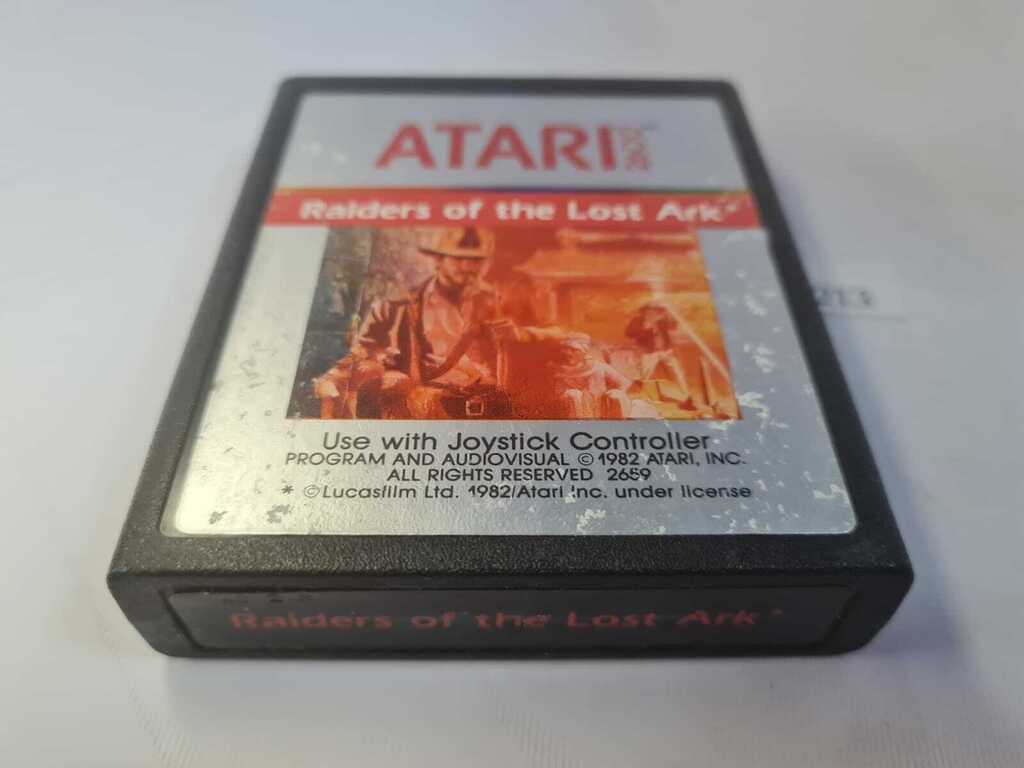 ATARI 2600™
Raiders of the Lost Ark*
Use with Joystick Controller
PROGRAM AND AUDIOVISUAL © 1982 ATARI, INC.
ALL RIGHTS RESERVED 2659
* © Lucasfilm Ltd. 1982/Atari Inc. under license
Raiders of the Lost Ark*